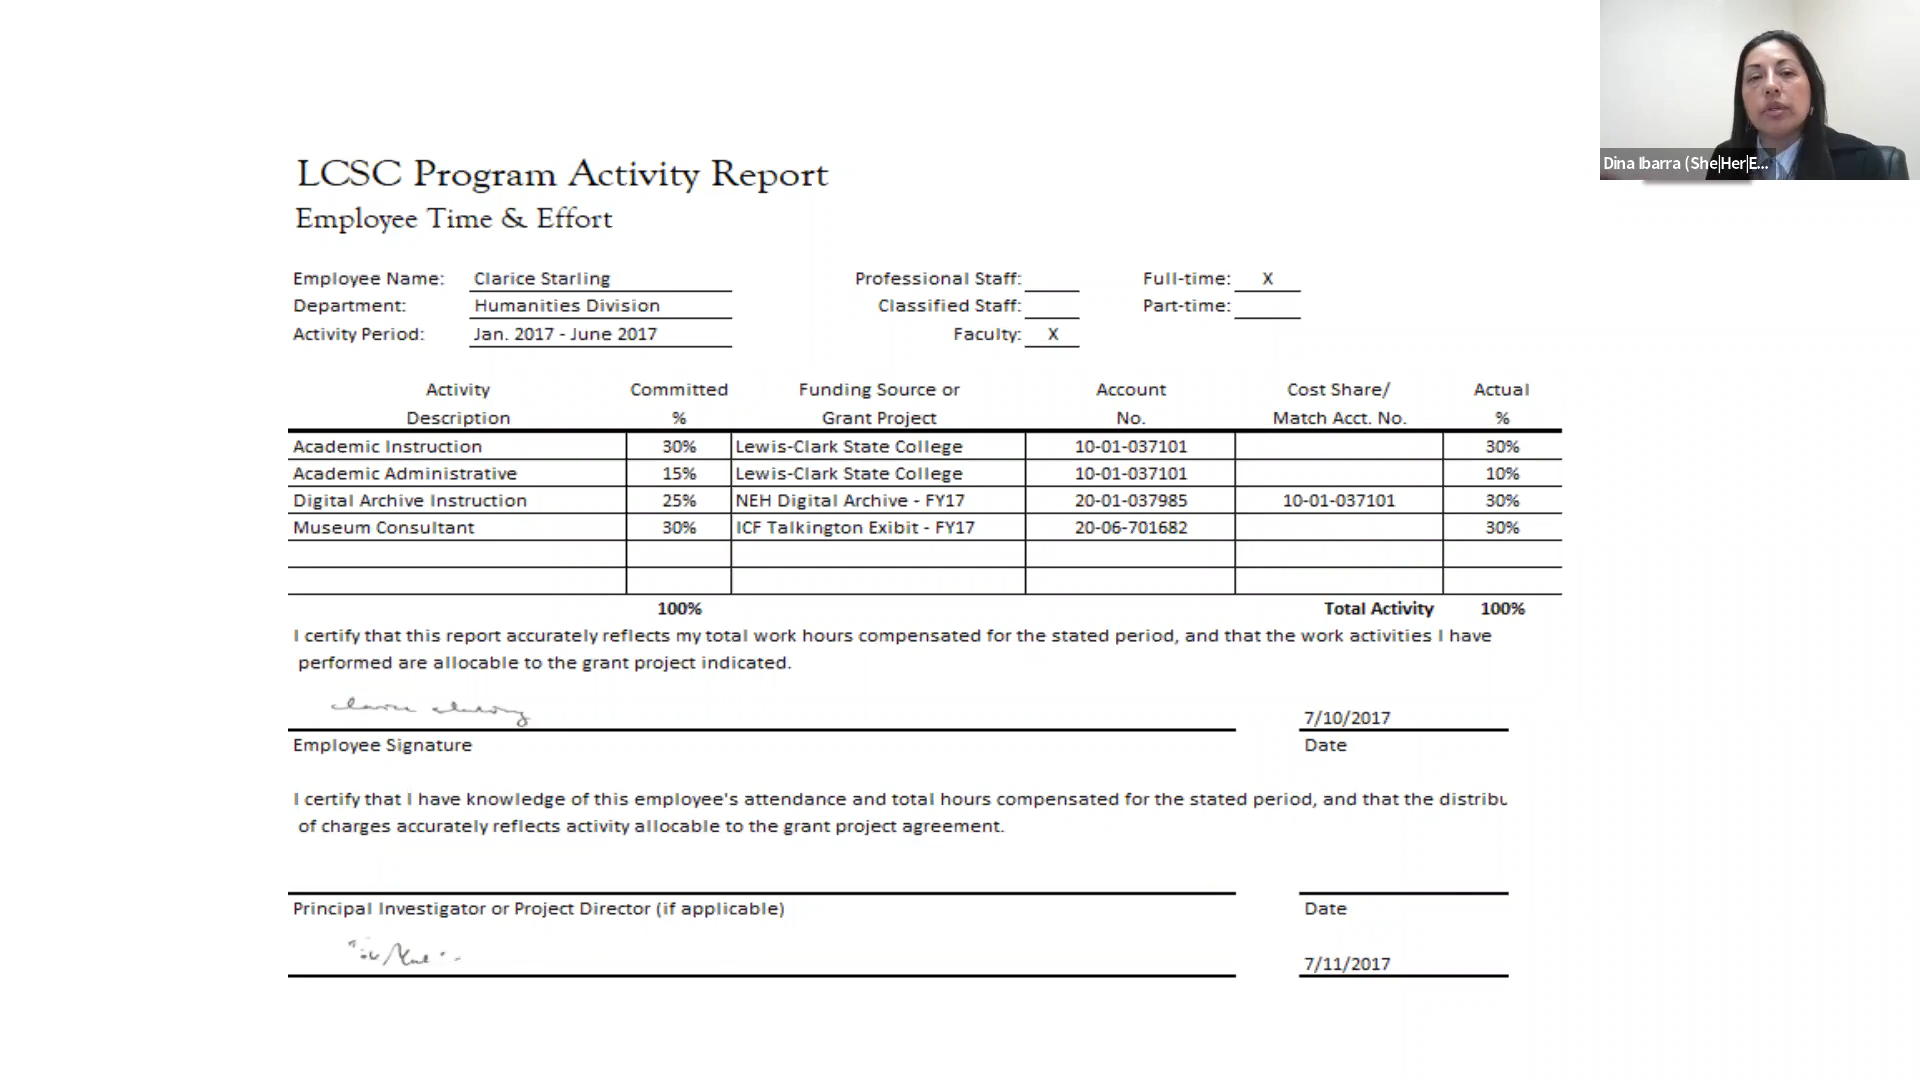 Dina Ibarra (She|Her|E...
LCSC Program Activity Report
Employee Time & Effort
Employee Name: Clarice Starling Professional Staff: Full-time: X
Department: Humanities Division Classified Staff: Part-time:
Activity Period: Jan. 2017 - June 2017 Faculty: X
Activity Committed Funding Source or Account Cost Share/ Actual
Description % Grant Project No. Match Acct. No. %
Academic Instruction 30% Lewis-Clark State College 10-01-037101 30%
Academic Administrative 15% Lewis-Clark State College 10-01-037101 10%
Digital Archive Instruction 25% NEH Digital Archive - FY17 20-01-037985 10-01-037101 30%
Museum Consultant 30% ICF Talkington Exibit - FY17 20-06-701682 30%
100% Total Activity 100%
I certify that this report accurately reflects my total work hours compensated for the stated period, and that the work activities I have
performed are allocable to the grant project indicated.
7/10/2017
Employee Signature Date
I certify that I have knowledge of this employee's attendance and total hours compensated for the stated period, and that the distribu
of charges accurately reflects activity allocable to the grant project agreement.
Principal Investigator or Project Director (if applicable) Date
7/11/2017